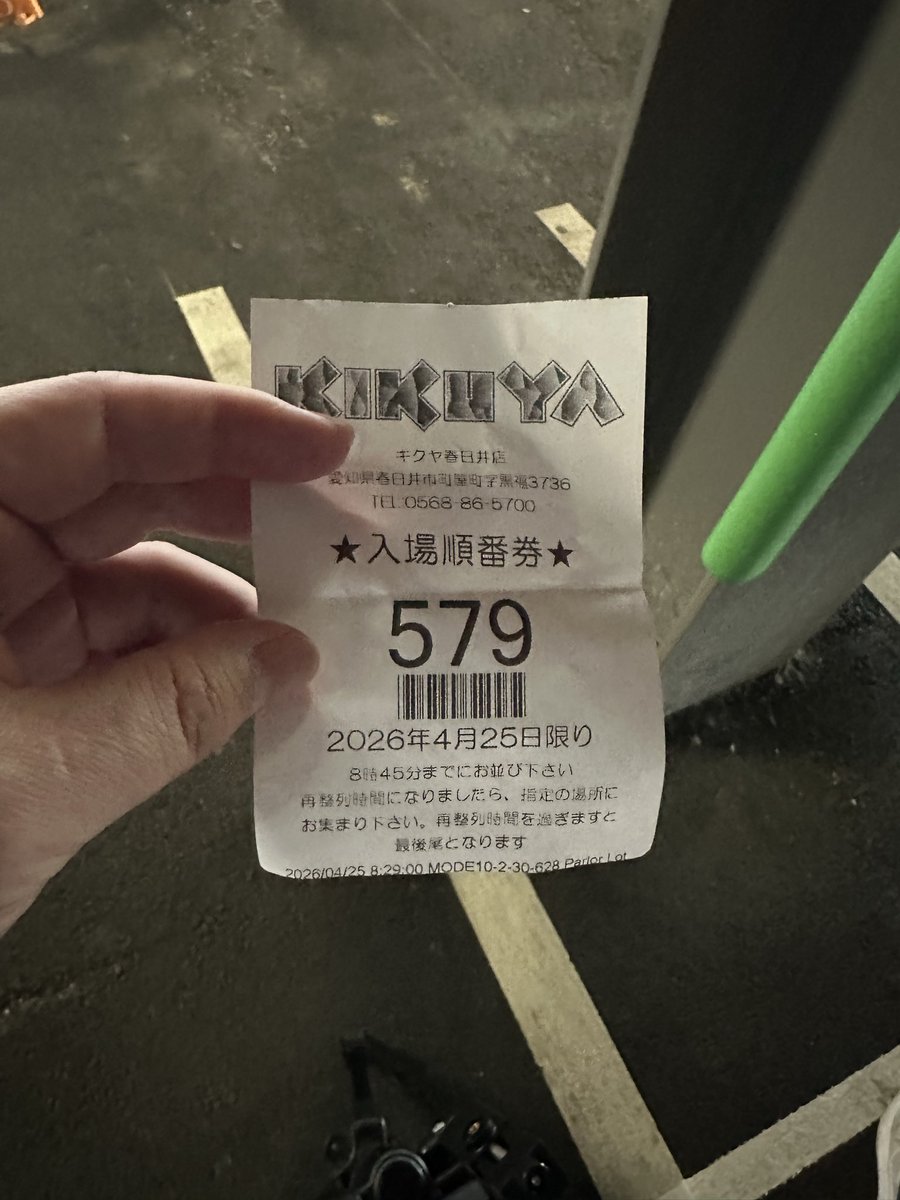 KIKUYA
キクヤ春日井店
愛知県春日井市町屋町字黒福3736
TEL:0568-86-5700
★入場順番券★
579
2026年4月25日限り
8時45分までにお並び下さい
再整列時間になりましたら、指定の場所に
お集まり下さい。再整列時間を過ぎますと
最後尾となります
2026/04/25 8:29:00 MODE10-2-30-628 Parlor Lot